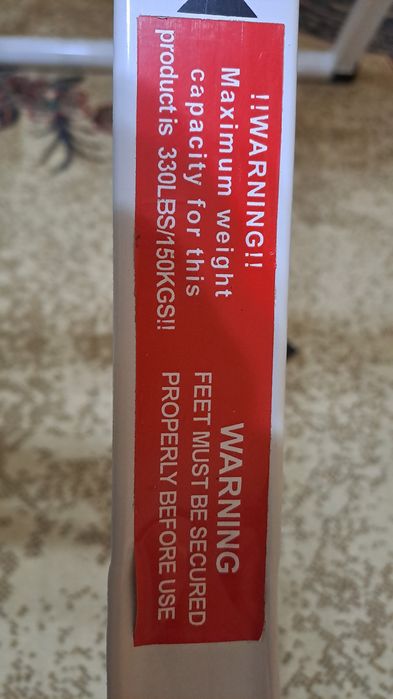 !!WARNING!!
Maximum weight
capacity for this
product is 330LBS/150KGS!!
WARNING
FEET MUST BE SECURED
PROPERLY BEFORE USE